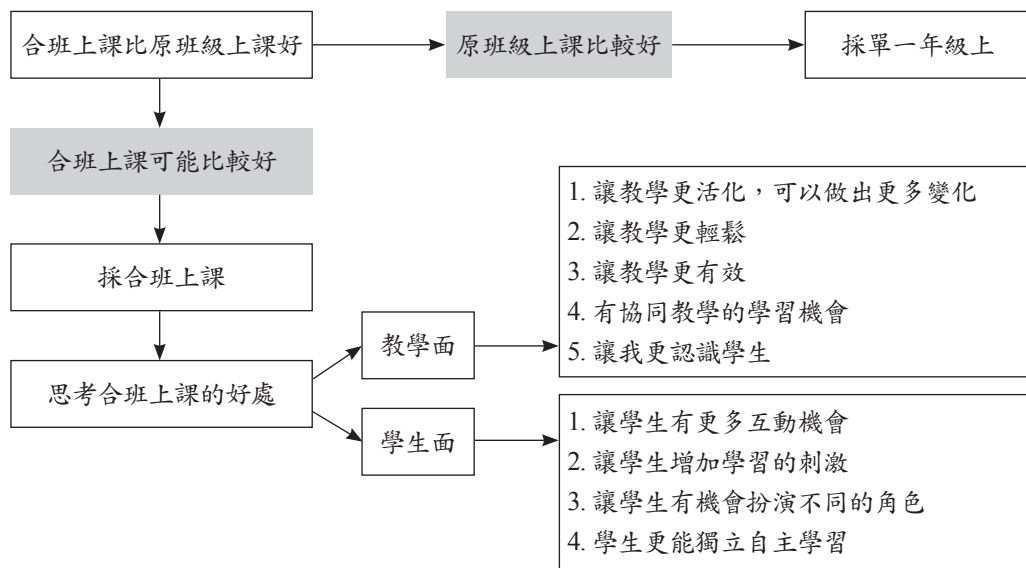 合班上課比原班級上課好
原班級上課比較好
採單一年級上
合班上課可能比較好
採合班上課
思考合班上課的好處
教學面
1. 讓教學更活化，可以做出更多變化
2. 讓教學更輕鬆
3. 讓教學更有效
4. 有協同教學的學習機會
5. 讓我更認識學生
學生面
1. 讓學生有更多互動機會
2. 讓學生增加學習的刺激
3. 讓學生有機會扮演不同的角色
4. 學生更能獨立自主學習